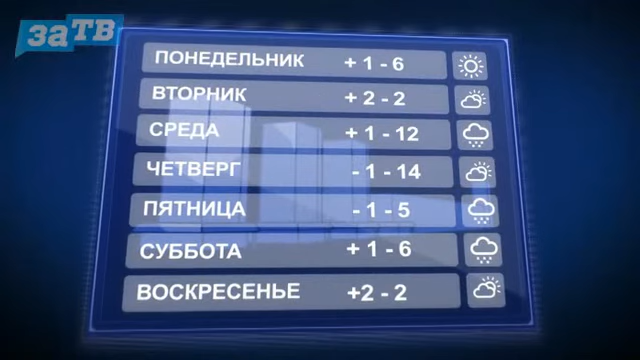 заТВ
ПОНЕДЕЛЬНИК + 1 - 6
ВТОРНИК + 2 - 2
СРЕДА + 1 - 12
ЧЕТВЕРГ - 1 - 14
ПЯТНИЦА - 1 - 5
СУББОТА + 1 - 6
ВОСКРЕСЕНЬЕ +2 - 2